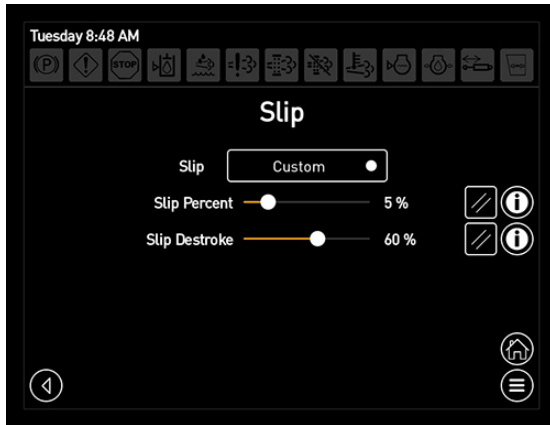 Tuesday 8:48 AM
P STOP
Slip
Slip Custom
Slip Percent 5 %
Slip Destroke 60 %